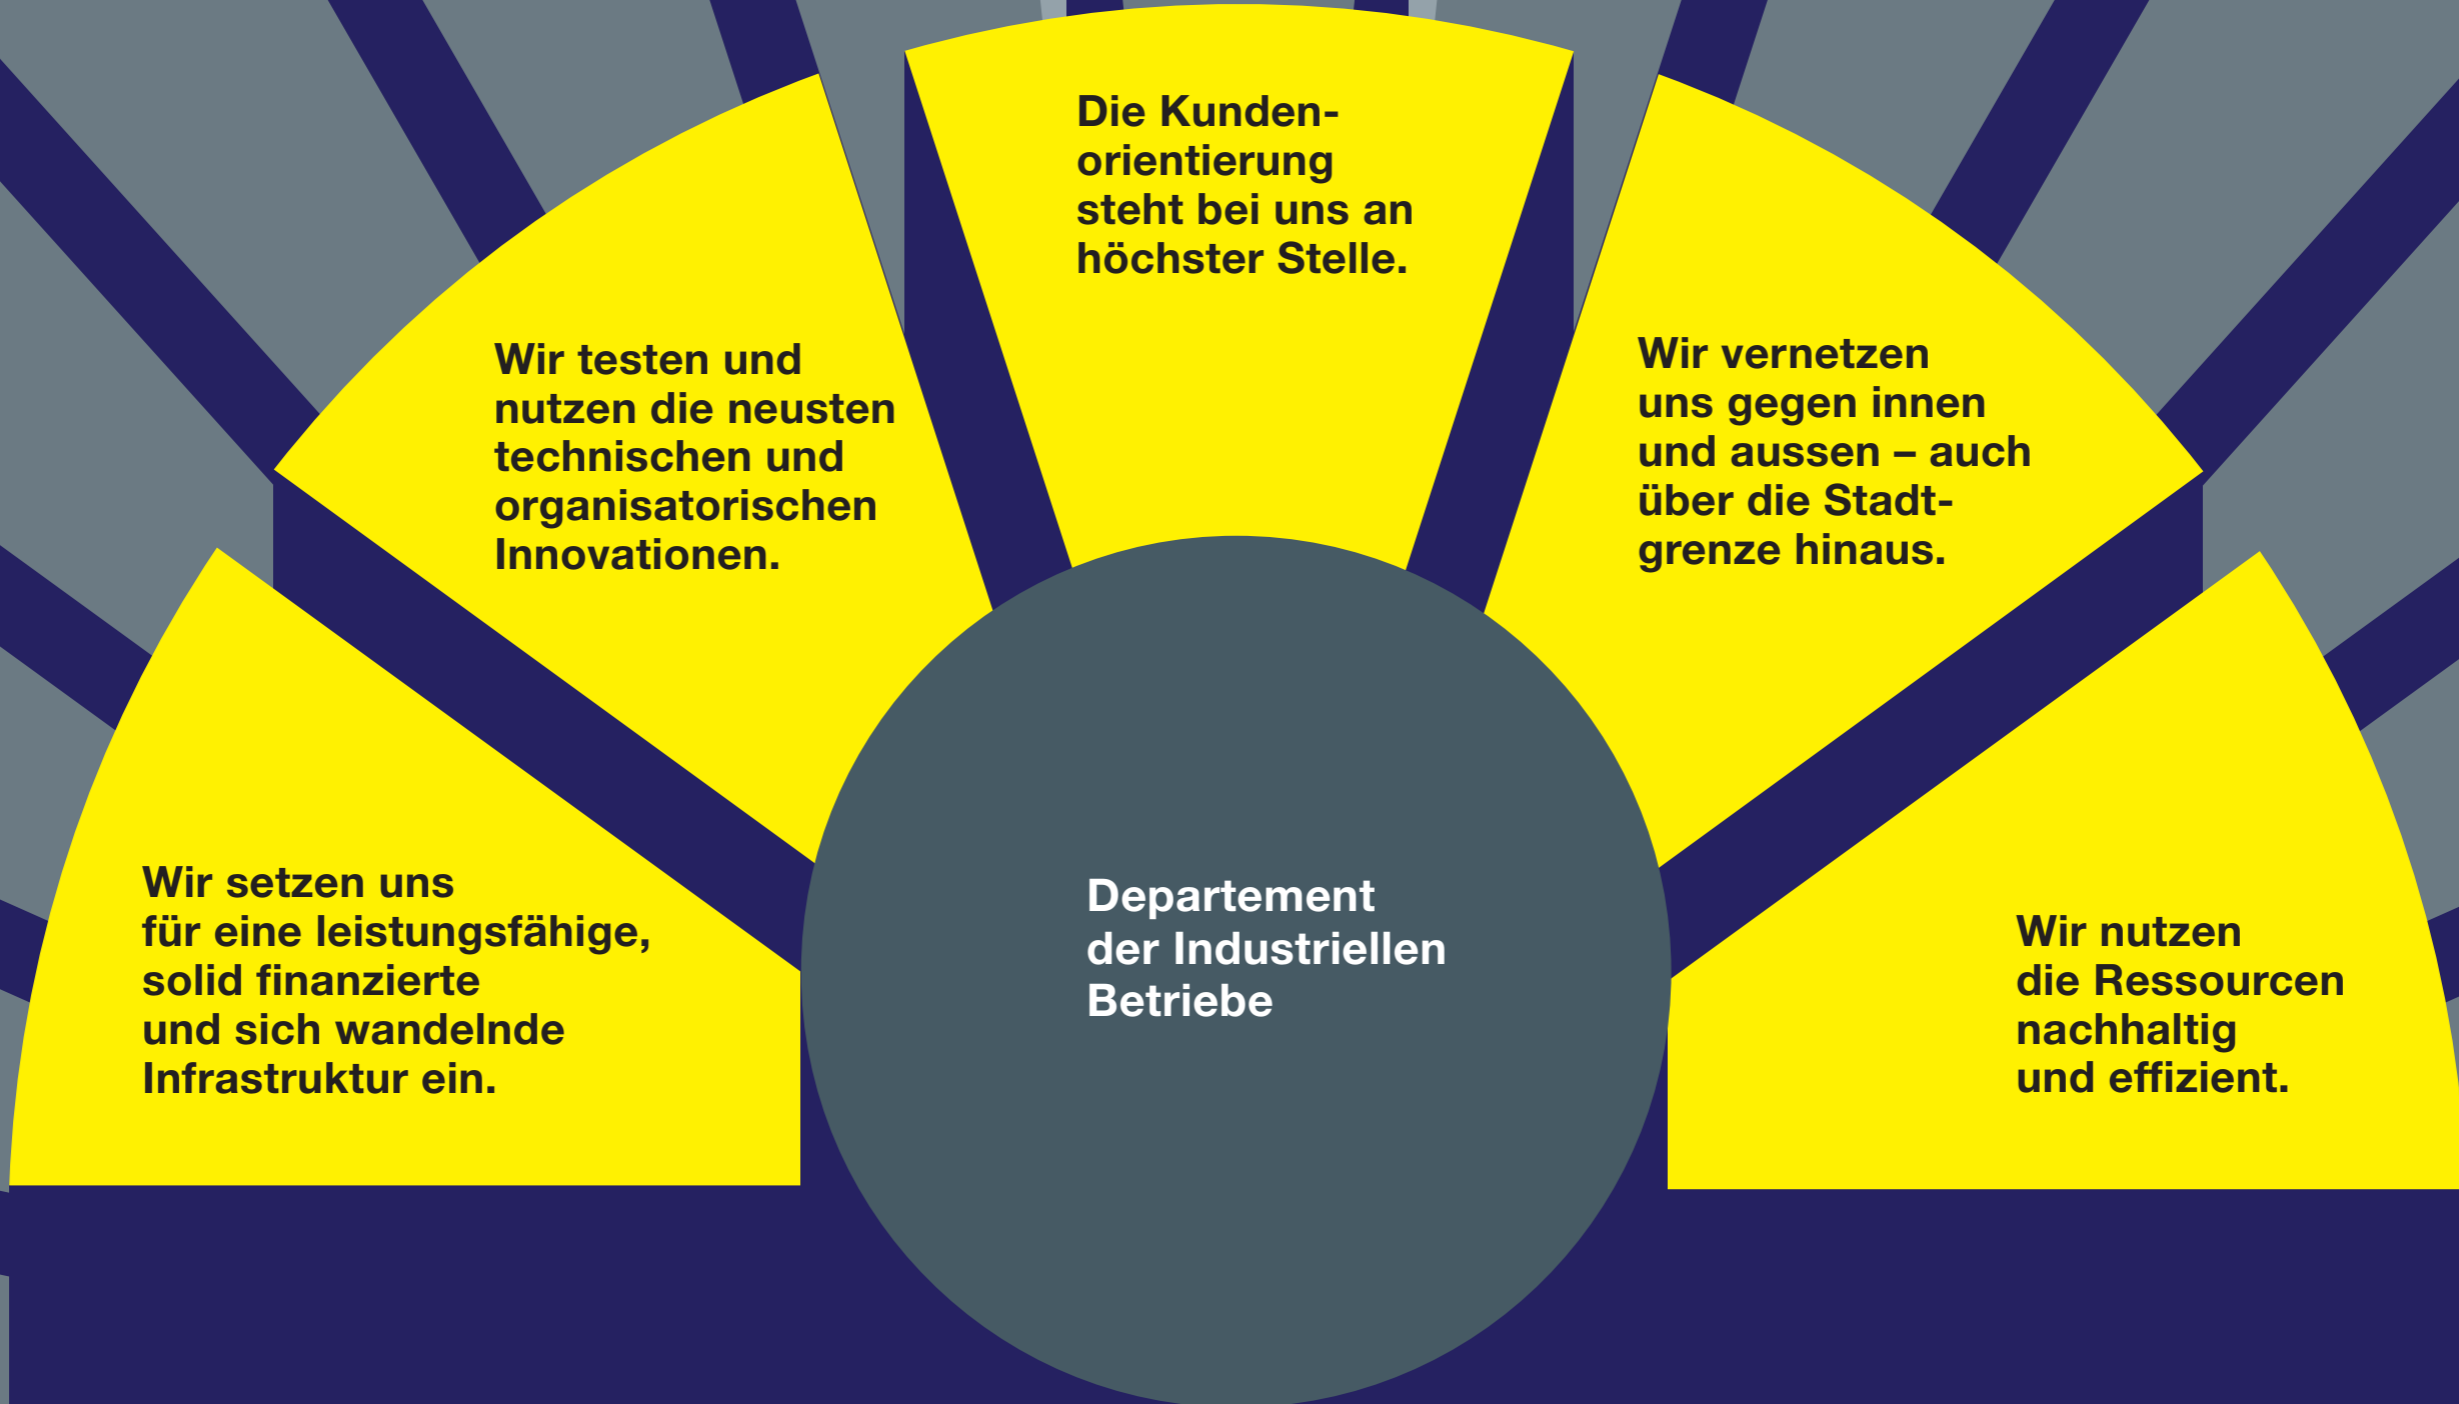 Die Kunden-
orientierung
steht bei uns an
höchster Stelle.
Wir testen und
nutzen die neusten
technischen und
organisatorischen
Innovationen.
Wir vernetzen
uns gegen innen
und aussen – auch
über die Stadt-
grenze hinaus.
Wir setzen uns
für eine leistungsfähige,
solid finanzierte
und sich wandelnde
Infrastruktur ein.
Departement
der Industriellen
Betriebe
Wir nutzen
die Ressourcen
nachhaltig
und effizient.